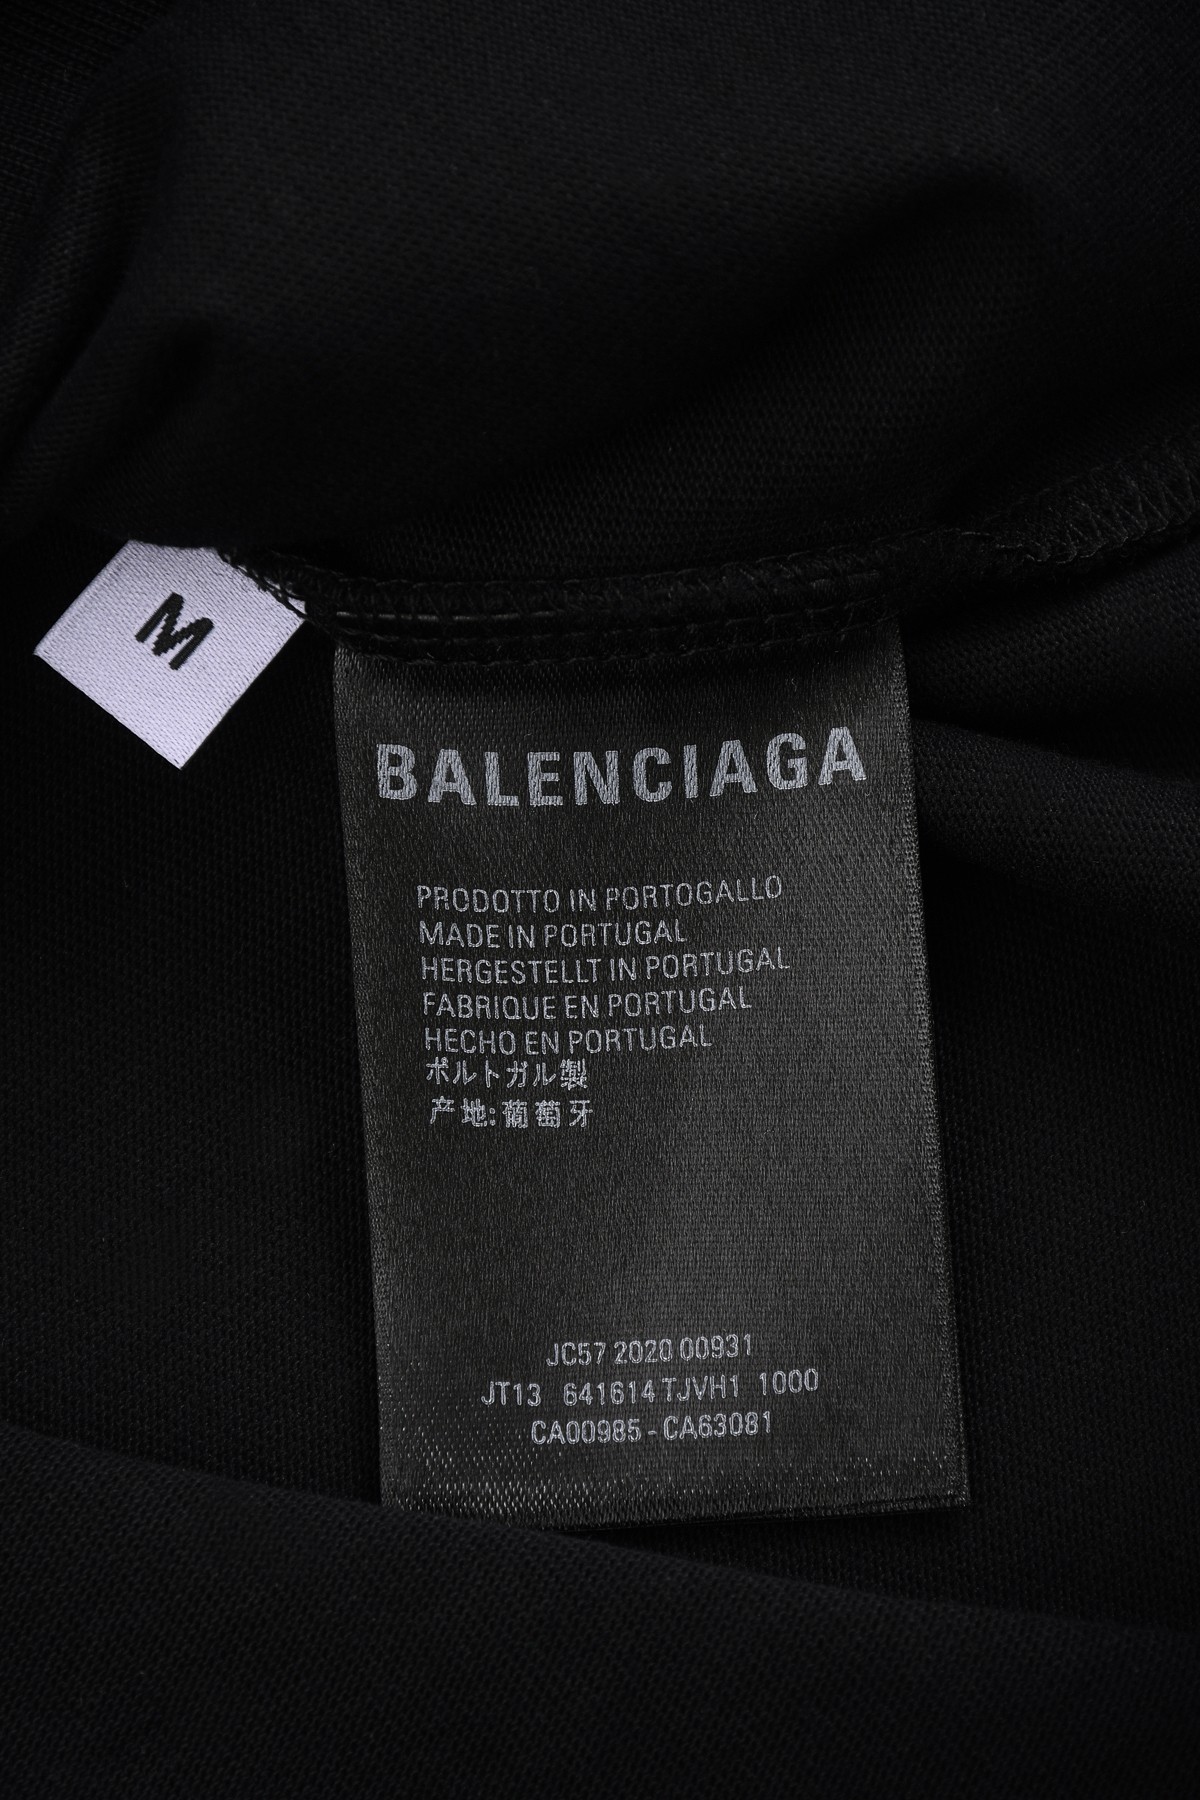 M
BALENCIAGA
PRODOTTO IN PORTOGALLO
MADE IN PORTUGAL
HERGESTELLT IN PORTUGAL
FABRIQUE EN PORTUGAL
HECHO EN PORTUGAL
ポルトガル製
产地:葡萄牙
JC57 2020 00931
JT13 641614 TJVH1 1000
CA00985 - CA63081